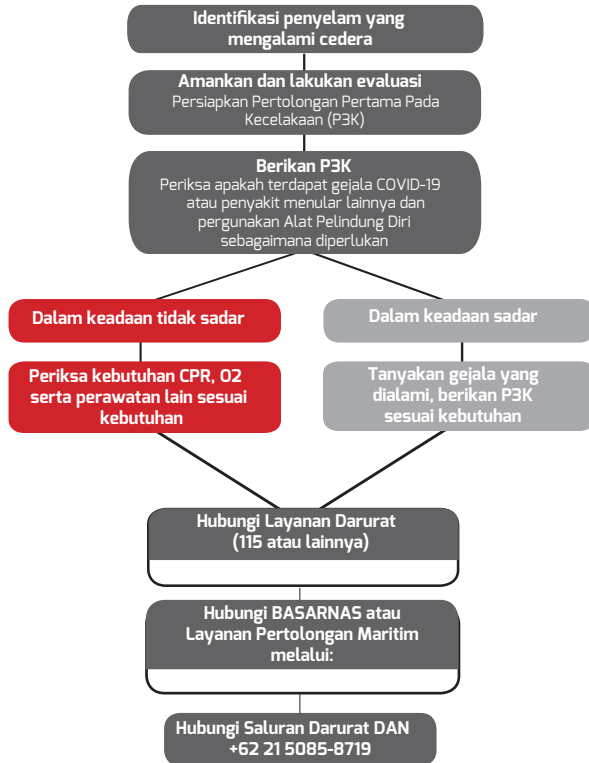 Identifikasi penyelam yang
mengalami cedera
Amankan dan lakukan evaluasi
Persiapkan Pertolongan Pertama Pada
Kecelakaan (P3K)
Berikan P3K
Periksa apakah terdapat gejala COVID-19
atau penyakit menular lainnya dan
pergunakan Alat Pelindung Diri
sebagaimana diperlukan
Dalam keadaan tidak sadar
Dalam keadaan sadar
Periksa kebutuhan CPR, O2
serta perawatan lain sesuai
kebutuhan
Tanyakan gejala yang
dialami, berikan P3K
sesuai kebutuhan
Hubungi Layanan Darurat
(115 atau lainnya)
Hubungi BASARNAS atau
Layanan Pertolongan Maritim
melalui:
Hubungi Saluran Darurat DAN
+62 21 5085-8719